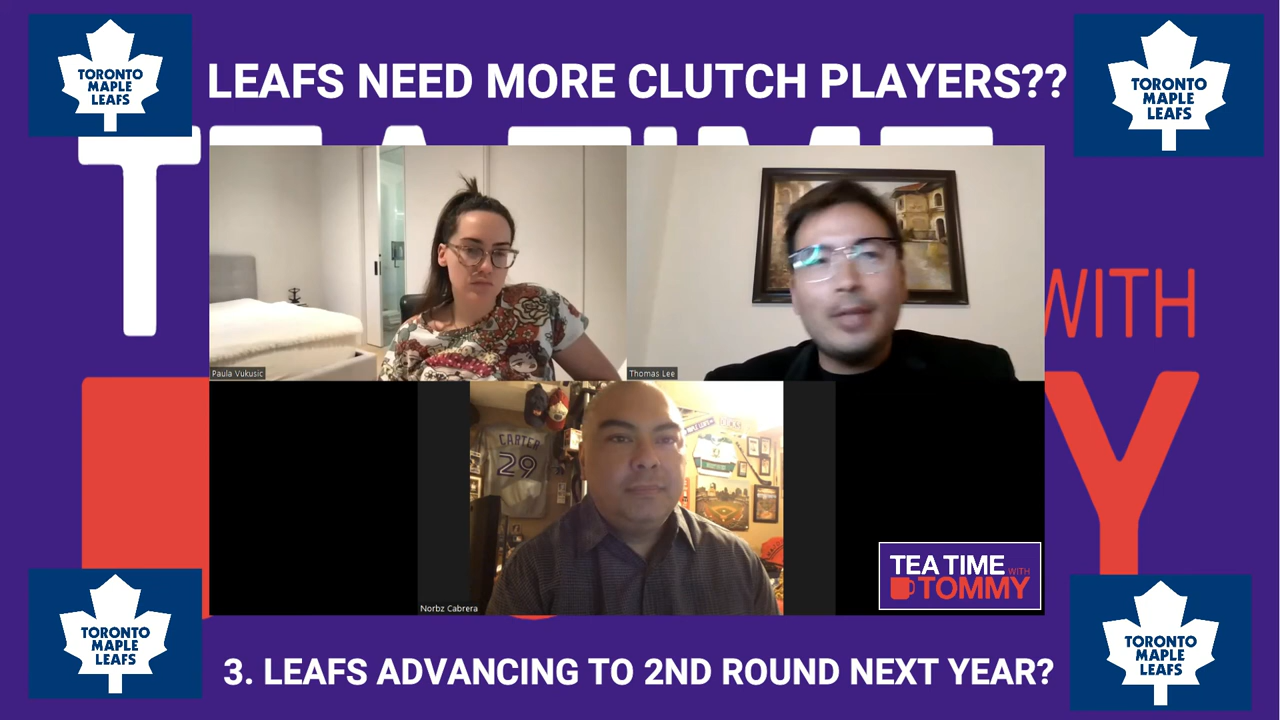 TORONTO
MAPLE
LEAFS
LEAFS NEED MORE CLUTCH PLAYERS??
TORONTO
MAPLE
LEAFS
WITH
Y
Paula Vukusic
Thomas Lee
CARTER
29
Norbz Cabrera
TEA TIME
WITH
TOMMY
TORONTO
MAPLE
LEAFS
3. LEAFS ADVANCING TO 2ND ROUND NEXT YEAR?
TORONTO
MAPLE
LEAFS